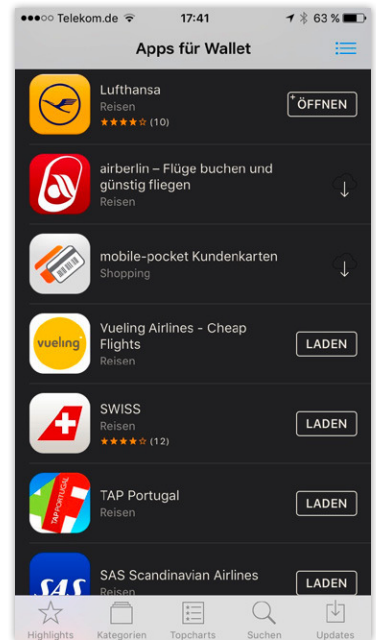 Telekom.de 17:41 63 %
Apps für Wallet
Lufthansa
Reisen
(10)
+ÖFFNEN
airberlin – Flüge buchen und
günstig fliegen
Reisen
mobile-pocket Kundenkarten
Shopping
vueling
Vueling Airlines - Cheap
Flights
Reisen
LADEN
SWISS
Reisen
(12)
LADEN
TAP PORTUGAL
TAP Portugal
Reisen
LADEN
SAS
SAS Scandinavian Airlines
Reisen
LADEN
Highlights Kategorien Topcharts Suchen Updates